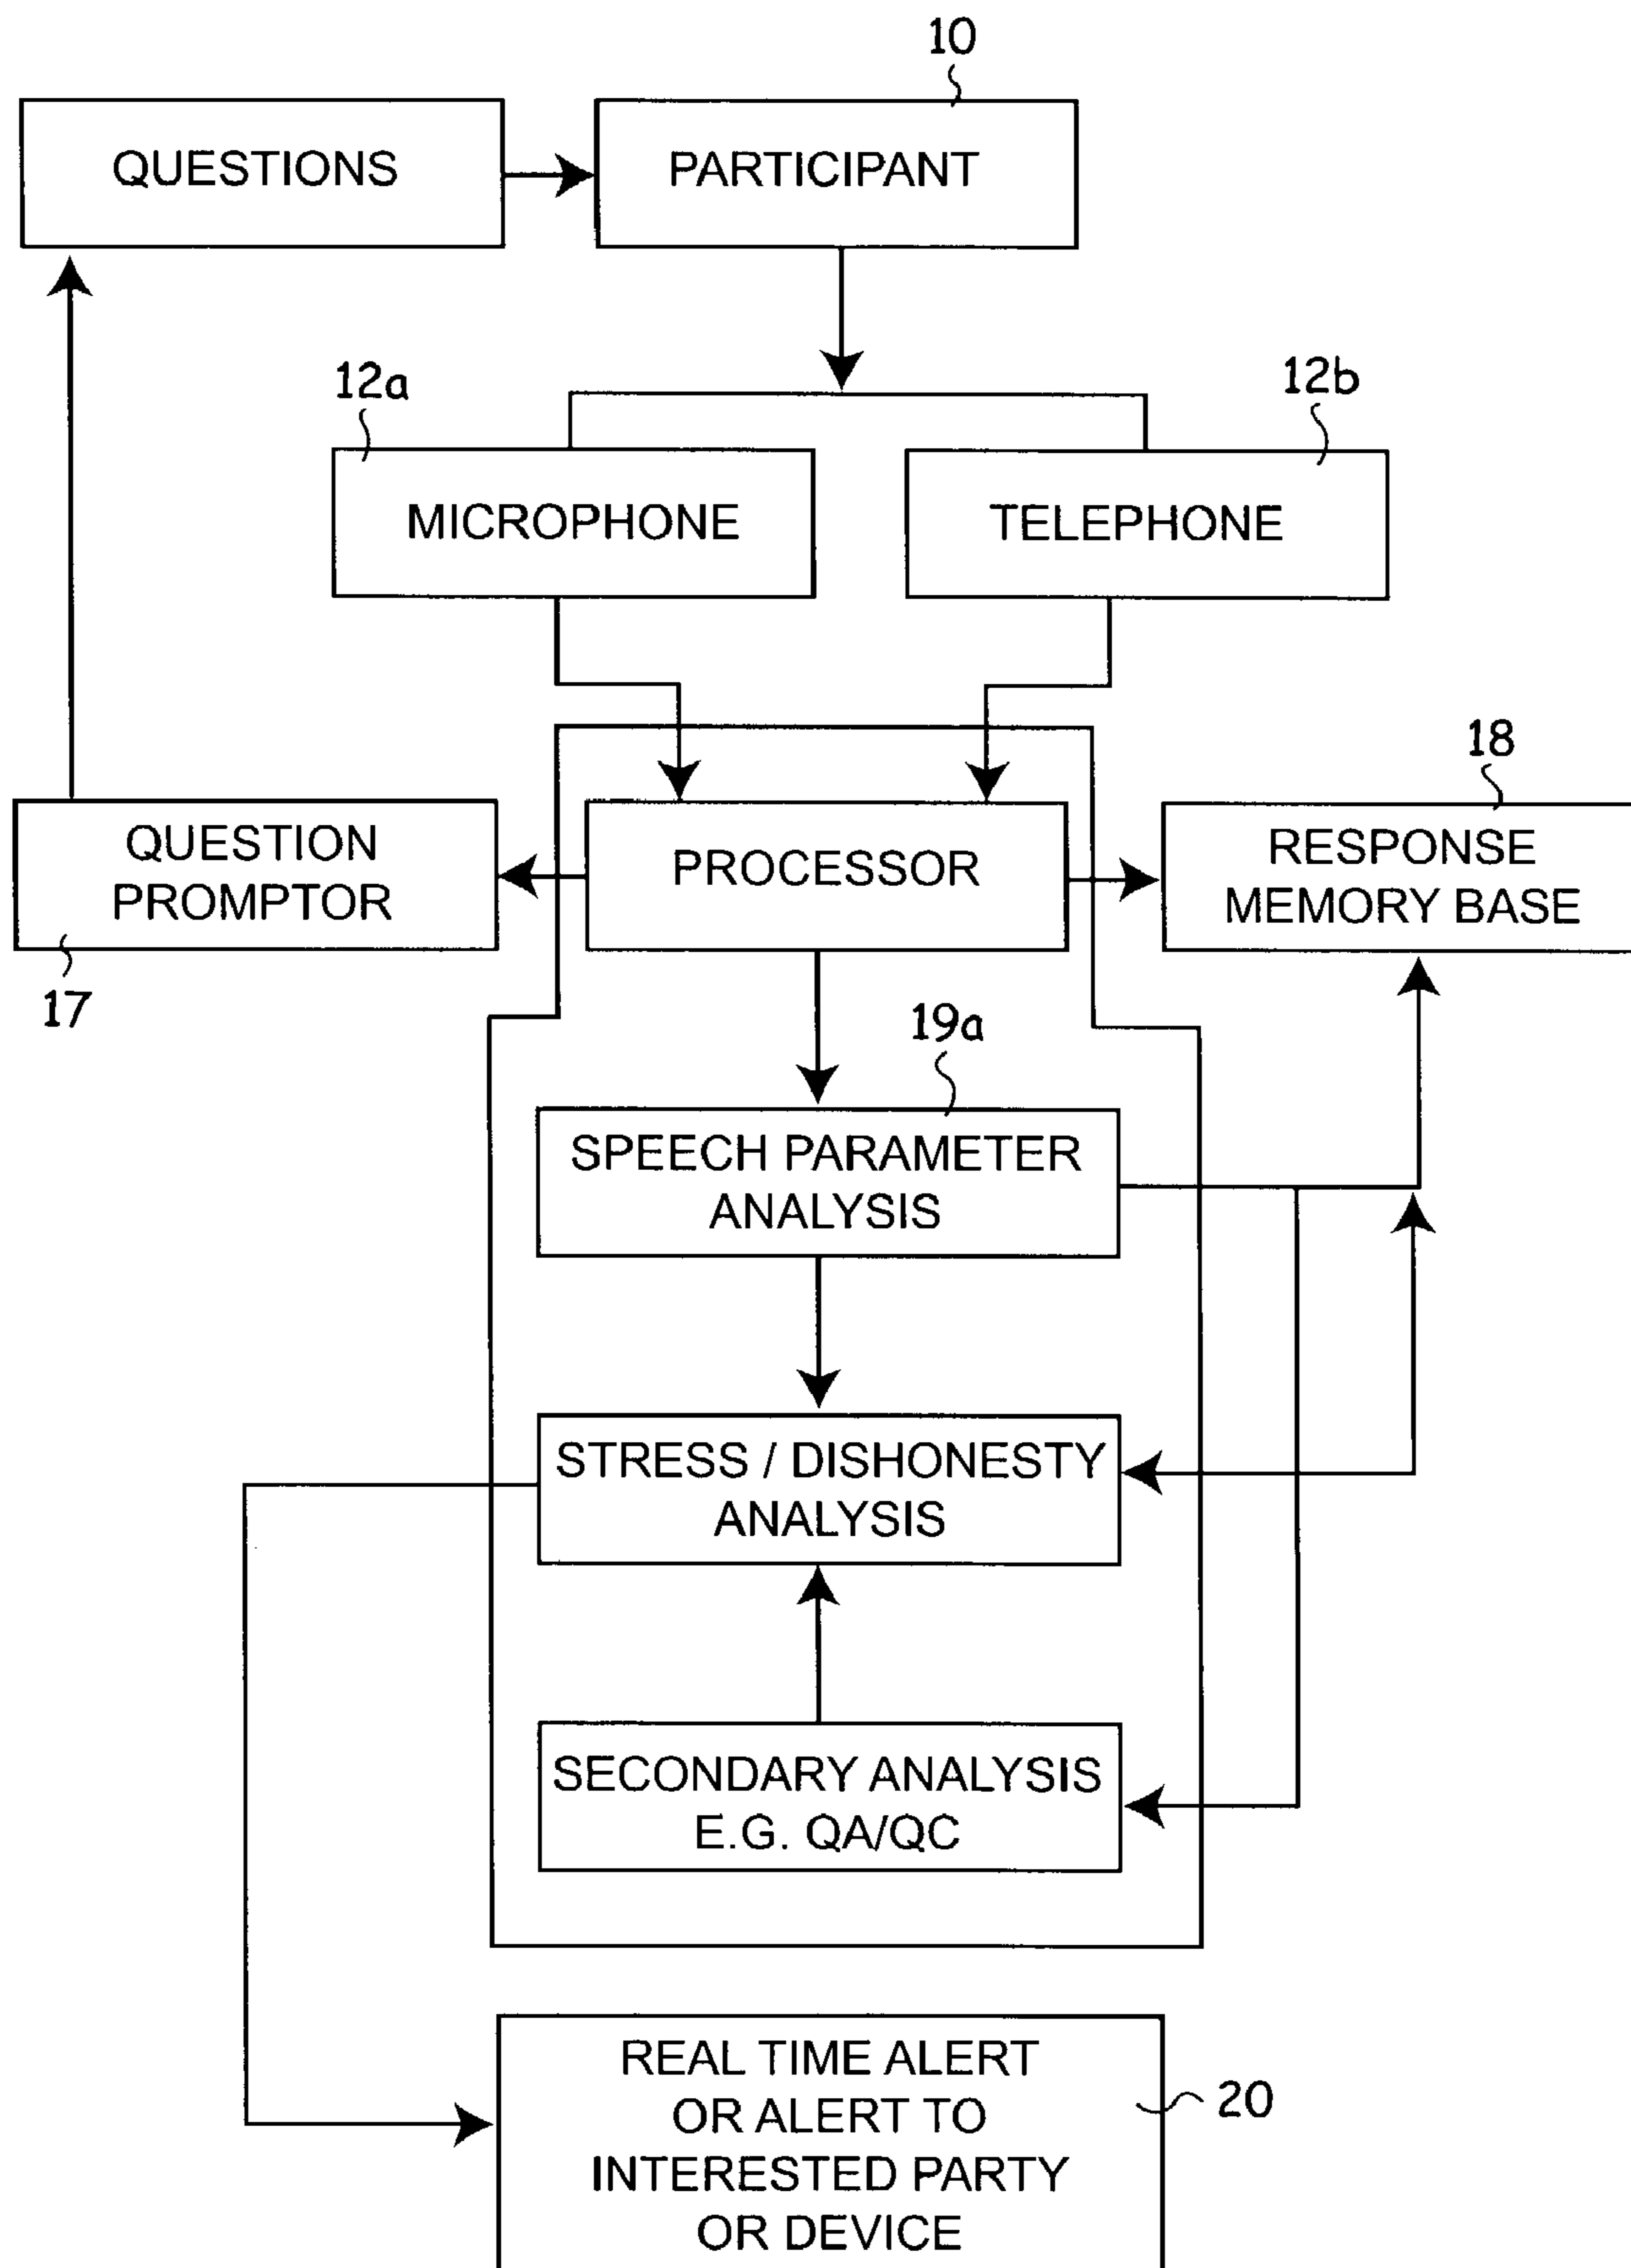 10
QUESTIONS
PARTICIPANT
12a
12b
MICROPHONE
TELEPHONE
18
QUESTION
PROMPTOR
PROCESSOR
RESPONSE
MEMORY BASE
17
19a
SPEECH PARAMETER
ANALYSIS
STRESS / DISHONESTY
ANALYSIS
SECONDARY ANALYSIS
E.G. QA/QC
REAL TIME ALERT
OR ALERT TO
INTERESTED PARTY
OR DEVICE
20